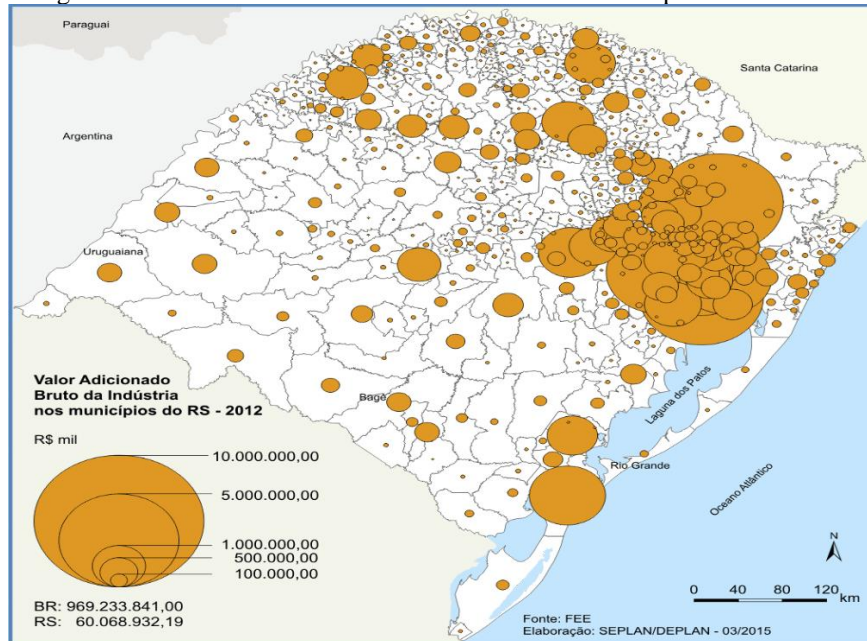 Paraguai
Santa Catarina
Argentina
Uruguaiana
Bagé
Laguna dos Patos
Rio Grande
Oceano Atlântico
Valor Adicionado
Bruto da Indústria
nos municípios do RS - 2012
R$ mil
10.000.000,00
5.000.000,00
1.000.000,00
500.000,00
100.000,00
BR: 969.233.841,00
RS: 60.068.932,19
N
0 40 80 120
km
Fonte: FEE
Elaboração: SEPLAN/DEPLAN - 03/2015